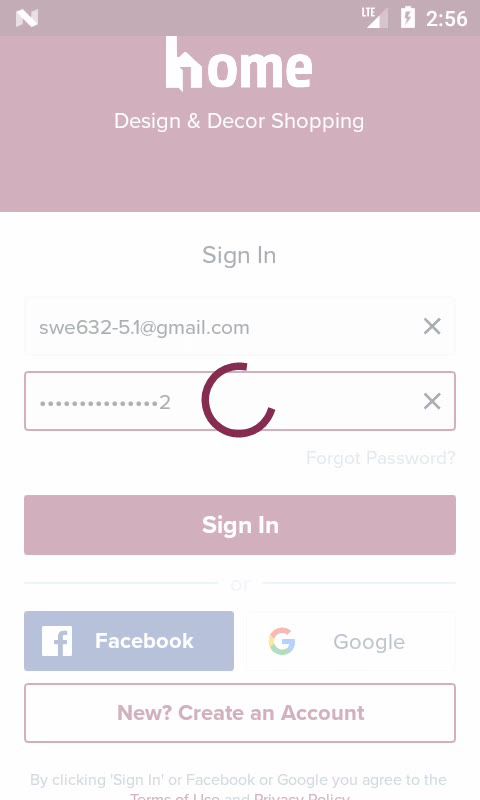 LTE 2:56
home
Design & Decor Shopping
Sign In
swe632-5.1@gmail.com
•••••••••••••••2
Forgot Password?
Sign In
or
Facebook
Google
New? Create an Account
By clicking 'Sign In' or Facebook or Google you agree to the
Terms of Use and Privacy Policy